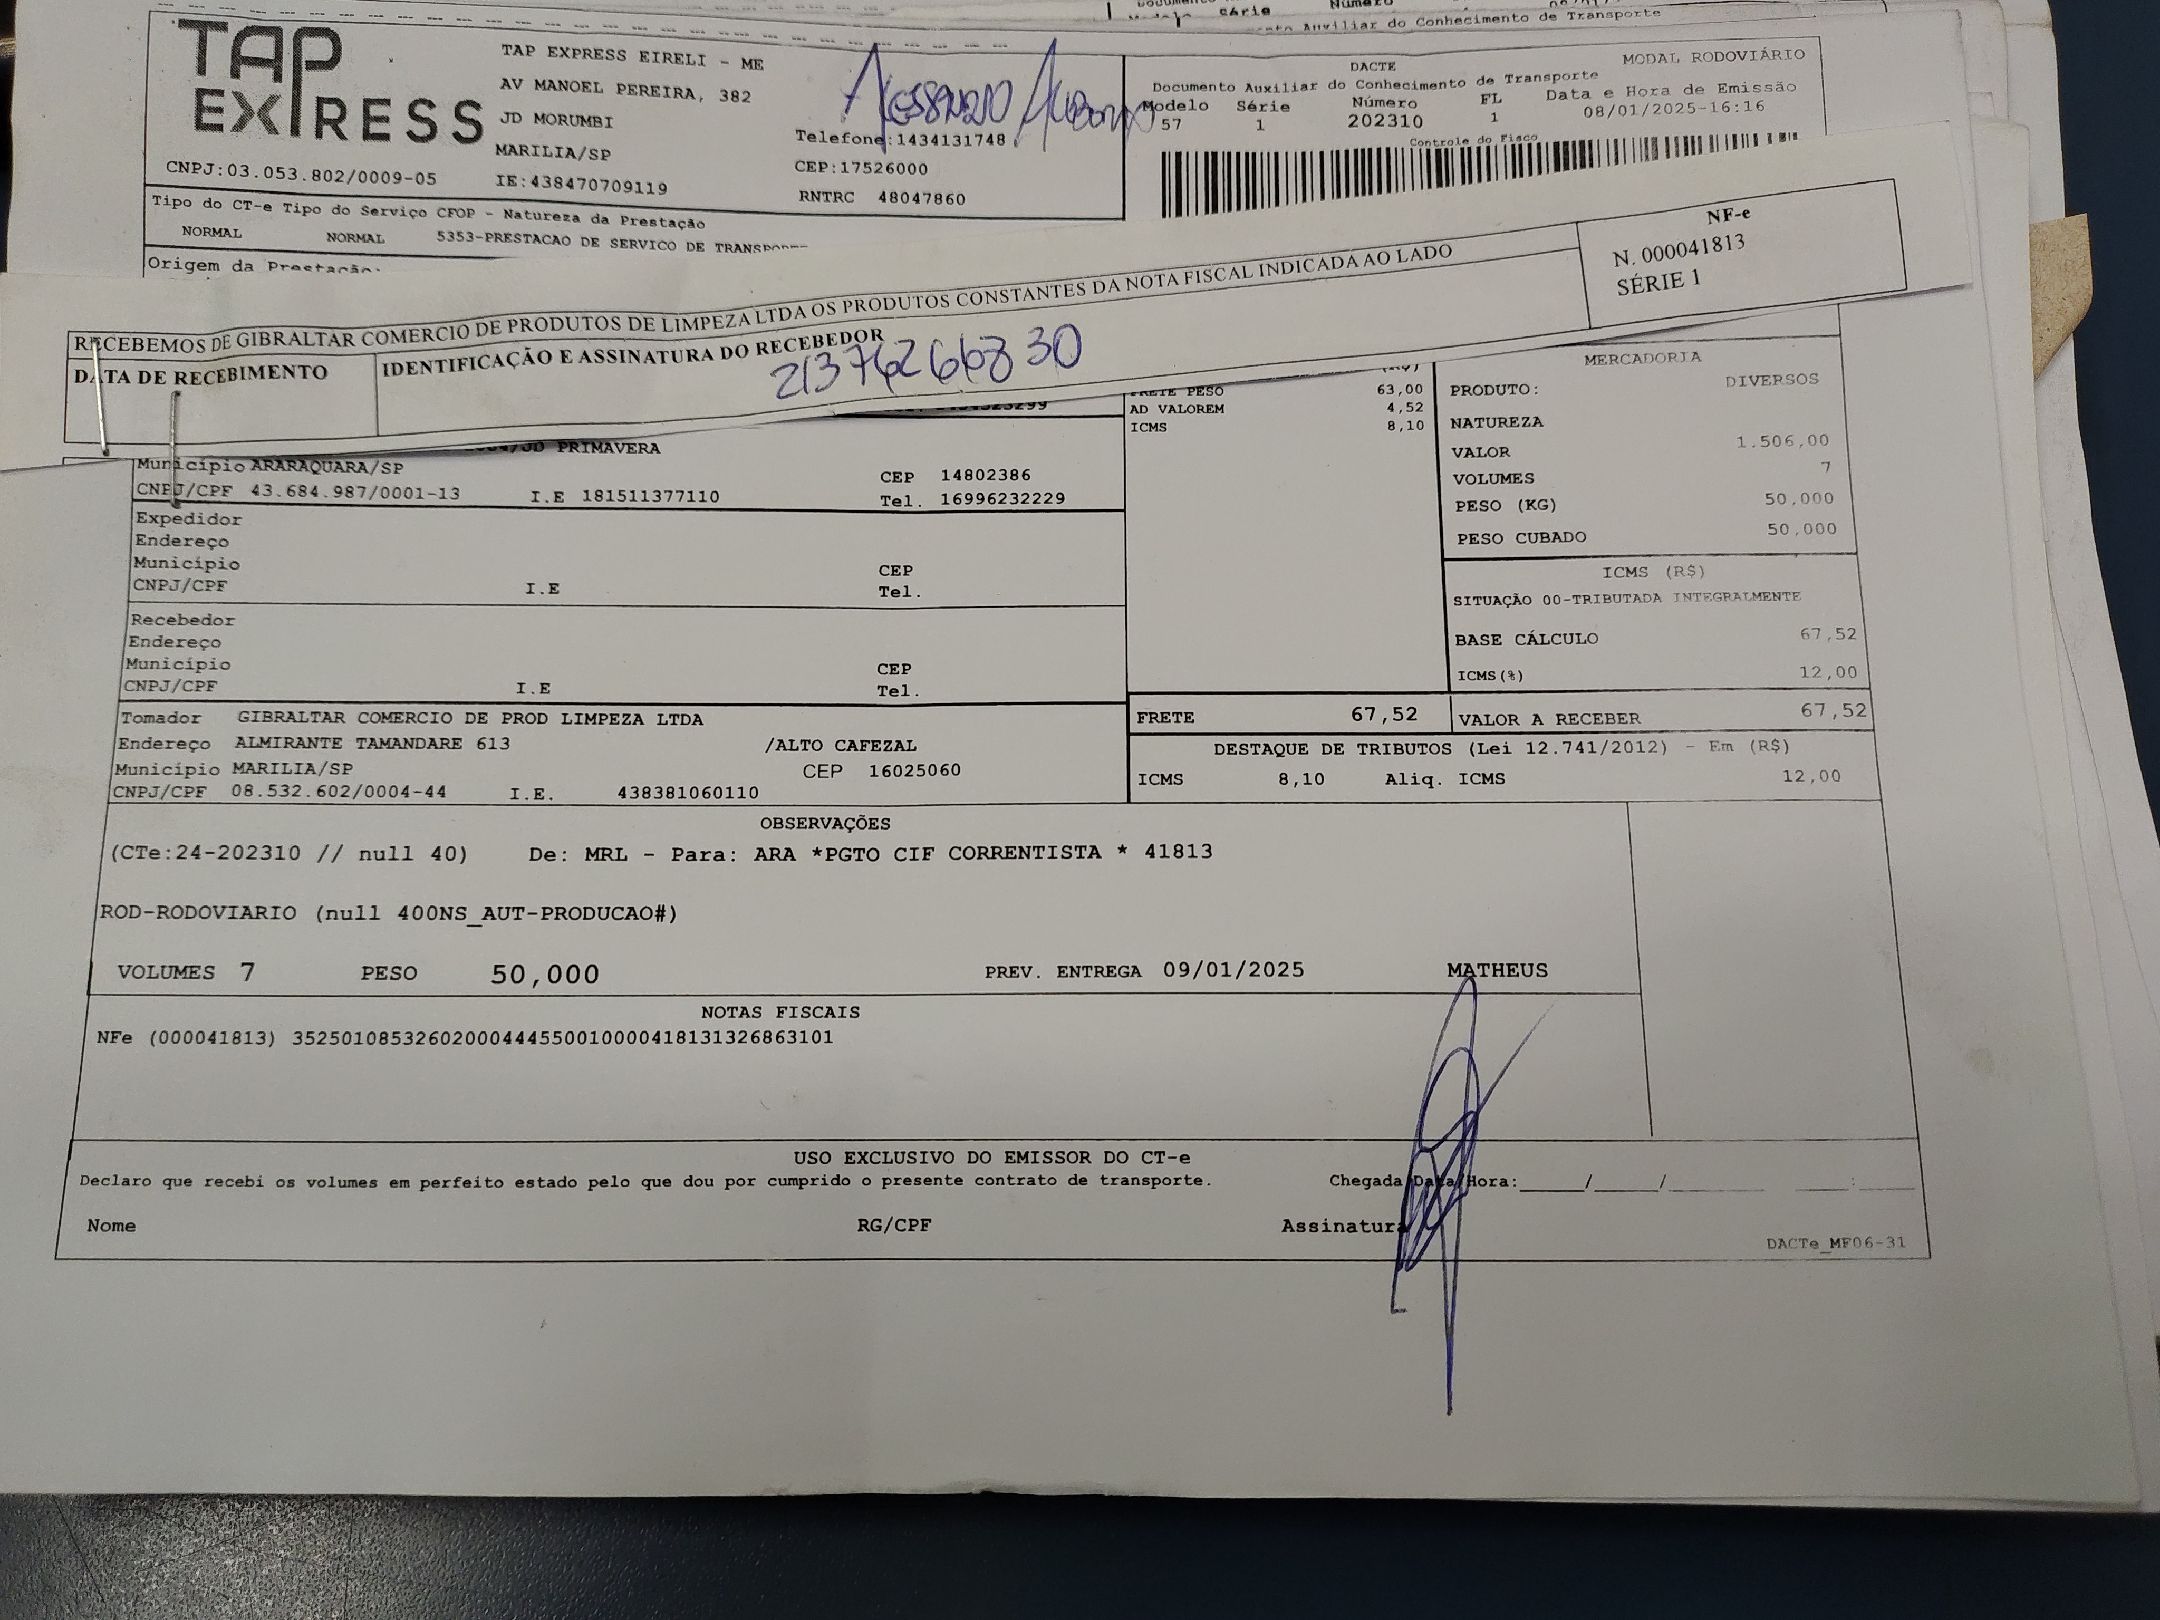 Número
Documento Auxiliar do Conhecimento de Transporte
TAP
EXPRESS
TAP EXPRESS EIRELI - ME
AV MANOEL PEREIRA, 382
JD MORUMBI
MARILIA/SP
CNPJ:03.053.802/0009-05 IE:438470709119
Telefone:1434131748
CEP:17526000
RNTRC 48047860
DACTE MODAL RODOVIÁRIO
Documento Auxiliar do Conhecimento de Transporte
Modelo Série Número FL Data e Hora de Emissão
57 1 202310 1 08/01/2025-16:16
Controle do Fisco
Tipo do CT-e Tipo do Serviço CFOP - Natureza da Prestação
NORMAL NORMAL 5353-PRESTACAO DE SERVICO DE TRANSPORTE
Origem da Prestação:
RECEBEMOS DE GIBRALTAR COMERCIO DE PRODUTOS DE LIMPEZA LTDA OS PRODUTOS CONSTANTES DA NOTA FISCAL INDICADA AO LADO
NF-e
N. 000041813
SÉRIE 1
DATA DE RECEBIMENTO
IDENTIFICAÇÃO E ASSINATURA DO RECEBEDOR
21376266830
/JD PRIMAVERA
Município ARARAQUARA/SP CEP 14802386
CNPJ/CPF 43.684.987/0001-13 I.E 181511377110 Tel. 16996232229
Expedidor
Endereço
Município CEP
CNPJ/CPF I.E Tel.
Recebedor
Endereço
Município CEP
CNPJ/CPF I.E Tel.
Tomador GIBRALTAR COMERCIO DE PROD LIMPEZA LTDA
Endereço ALMIRANTE TAMANDARE 613 /ALTO CAFEZAL
Município MARILIA/SP CEP 16025060
CNPJ/CPF 08.532.602/0004-44 I.E. 438381060110
FRETE PESO 63,00
AD VALOREM 4,52
ICMS 8,10
MERCADORIA
PRODUTO: DIVERSOS
NATUREZA
VALOR 1.506,00
VOLUMES 7
PESO (KG) 50,000
PESO CUBADO 50,000
ICMS (R$)
SITUAÇÃO 00-TRIBUTADA INTEGRALMENTE
BASE CÁLCULO 67,52
ICMS(%) 12,00
FRETE 67,52 VALOR A RECEBER 67,52
DESTAQUE DE TRIBUTOS (Lei 12.741/2012) - Em (R$)
ICMS 8,10 Aliq. ICMS 12,00
OBSERVAÇÕES
(CTe:24-202310 // null 40) De: MRL - Para: ARA *PGTO CIF CORRENTISTA * 41813
ROD-RODOVIARIO (null 400NS_AUT-PRODUCAO#)
VOLUMES 7 PESO 50,000 PREV. ENTREGA 09/01/2025 MATHEUS
NOTAS FISCAIS
NFe (000041813) 35250108532602000444550010000418131326863101
USO EXCLUSIVO DO EMISSOR DO CT-e
Declaro que recebi os volumes em perfeito estado pelo que dou por cumprido o presente contrato de transporte. Chegada Data/Hora:____/____/______ ____:____
Nome RG/CPF Assinatura
DACTe_MF06-31